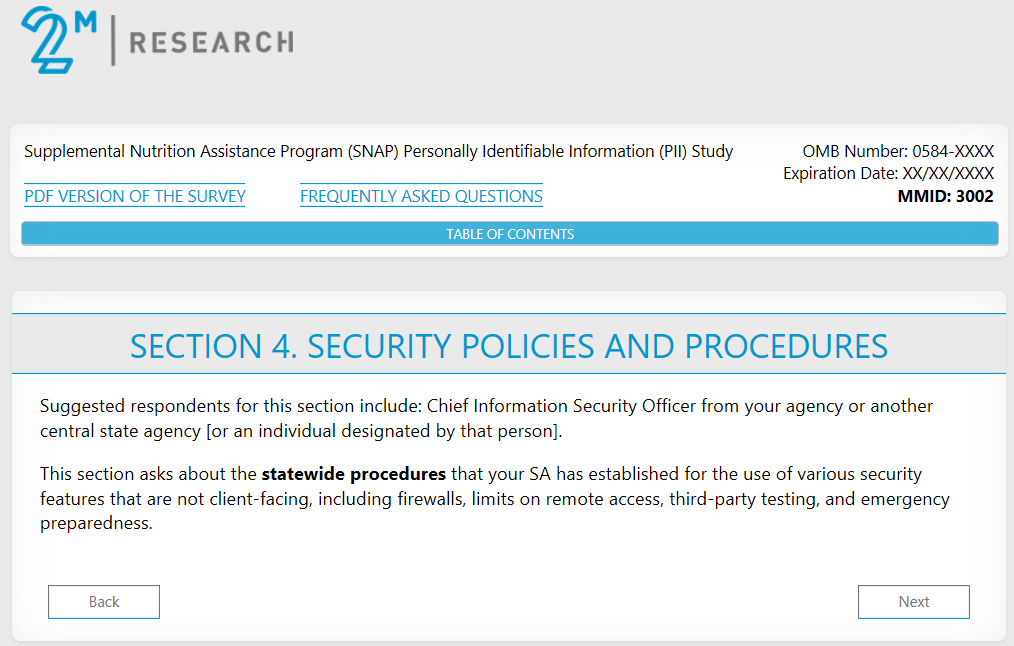 2M | RESEARCH
Supplemental Nutrition Assistance Program (SNAP) Personally Identifiable Information (PII) Study
OMB Number: 0584-XXXX
Expiration Date: XX/XX/XXXX
PDF VERSION OF THE SURVEY
FREQUENTLY ASKED QUESTIONS
MMID: 3002
TABLE OF CONTENTS
SECTION 4. SECURITY POLICIES AND PROCEDURES
Suggested respondents for this section include: Chief Information Security Officer from your agency or another
central state agency [or an individual designated by that person].
This section asks about the statewide procedures that your SA has established for the use of various security
features that are not client-facing, including firewalls, limits on remote access, third-party testing, and emergency
preparedness.
Back
Next